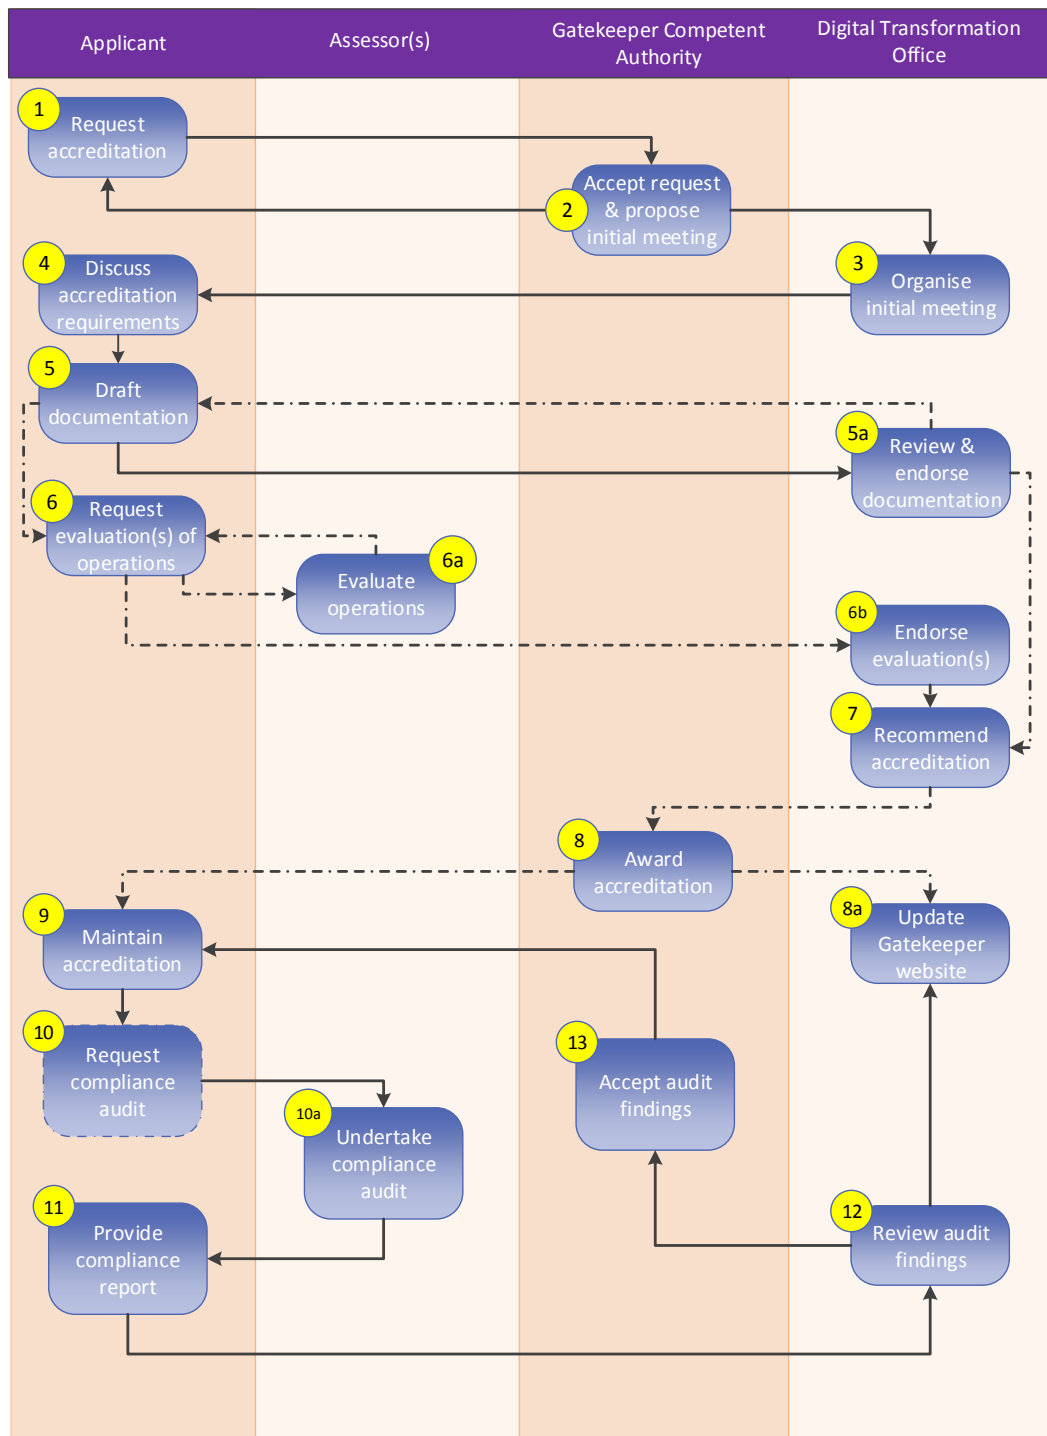 Applicant
Assessor(s)
Gatekeeper Competent
Authority
Digital Transformation
Office
1
Request
accreditation
2
Accept request
& propose
initial meeting
3
Organise
initial meeting
4
Discuss
accreditation
requirements
5
Draft
documentation
5a
Review &
endorse
documentation
6
Request
evaluation(s) of
operations
6a
Evaluate
operations
6b
Endorse
evaluation(s)
7
Recommend
accreditation
8
Award
accreditation
8a
Update
Gatekeeper
website
9
Maintain
accreditation
10
Request
compliance
audit
10a
Undertake
compliance
audit
11
Provide
compliance
report
12
Review audit
findings
13
Accept audit
findings